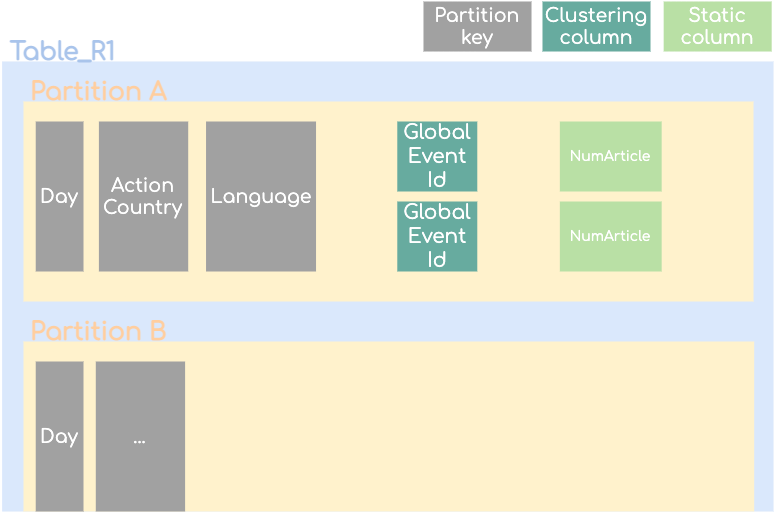 Partition
key
Clustering
column
Static
column
Table_R1
Partition A
Day
Action
Country
Language
Global
Event
Id
NumArticle
Global
Event
Id
NumArticle
Partition B
Day
...